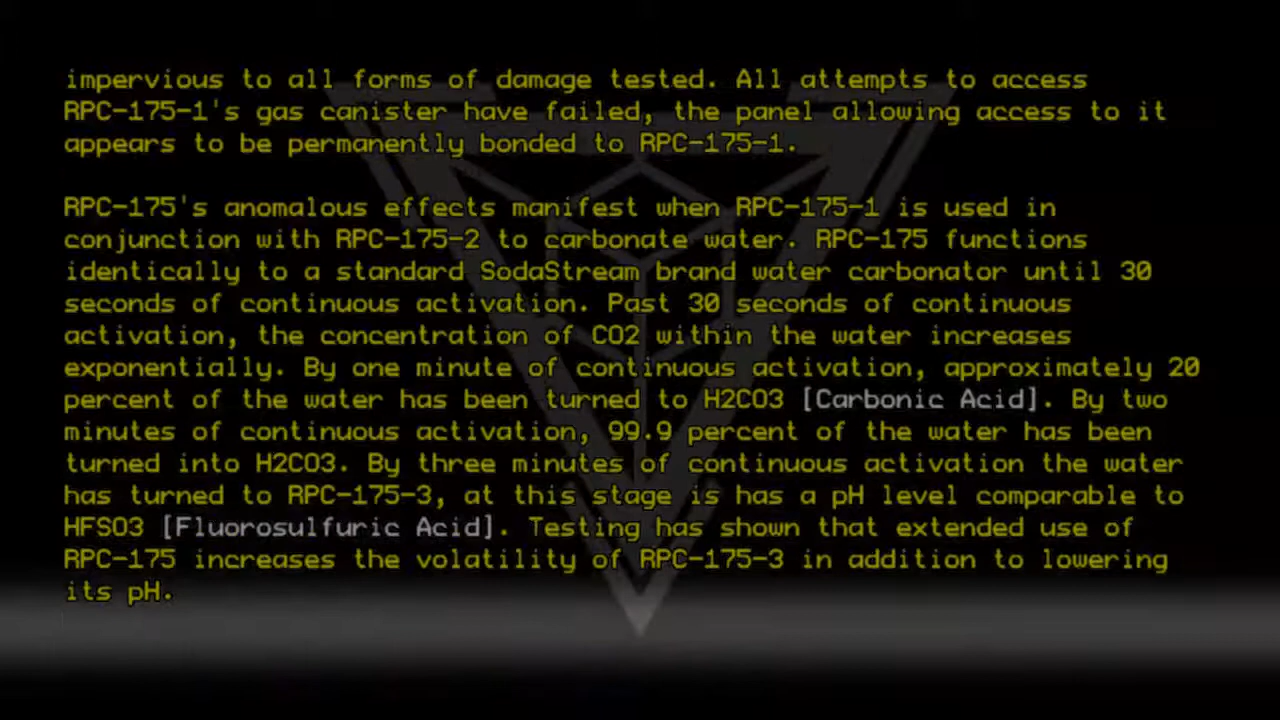 impervious to all forms of damage tested. All attempts to access
RPC-175-1's gas canister have failed, the panel allowing access to it
appears to be permanently bonded to RPC-175-1.
RPC-175's anomalous effects manifest when RPC-175-1 is used in
conjunction with RPC-175-2 to carbonate water. RPC-175 functions
identically to a standard SodaStream brand water carbonator until 30
seconds of continuous activation. Past 30 seconds of continuous
activation, the concentration of CO2 within the water increases
exponentially. By one minute of continuous activation, approximately 20
percent of the water has been turned to H2CO3 [Carbonic Acid]. By two
minutes of continuous activation, 99.9 percent of the water has been
turned into H2CO3. By three minutes of continuous activation the water
has turned to RPC-175-3, at this stage is has a pH level comparable to
HFSO3 [Fluorosulfuric Acid]. Testing has shown that extended use of
RPC-175 increases the volatility of RPC-175-3 in addition to lowering
its pH.